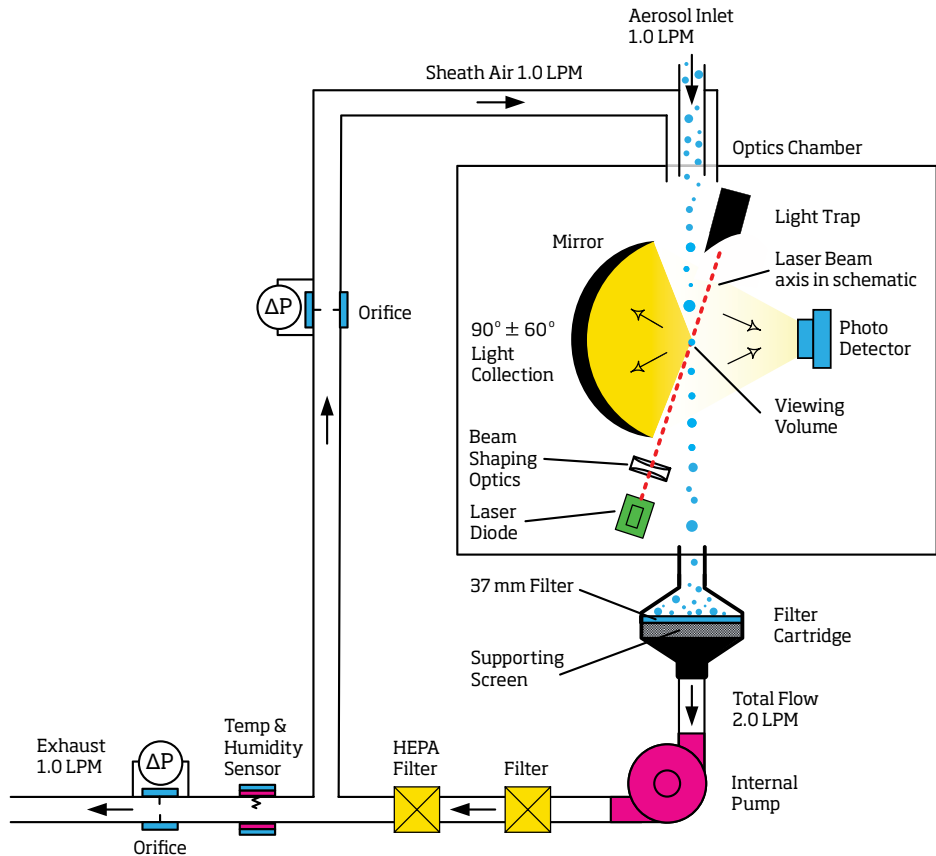 Aerosol Inlet
1.0 LPM
Sheath Air 1.0 LPM
Optics Chamber
Light Trap
Mirror
Laser Beam
axis in schematic
ΔP
Orifice
90° ± 60°
Light
Collection
Photo
Detector
Viewing
Volume
Beam
Shaping
Optics
Laser
Diode
37 mm Filter
Filter
Cartridge
Supporting
Screen
Total Flow
2.0 LPM
Temp &
Humidity
Sensor
Exhaust
1.0 LPM
ΔP
HEPA
Filter
Filter
Internal
Pump
Orifice